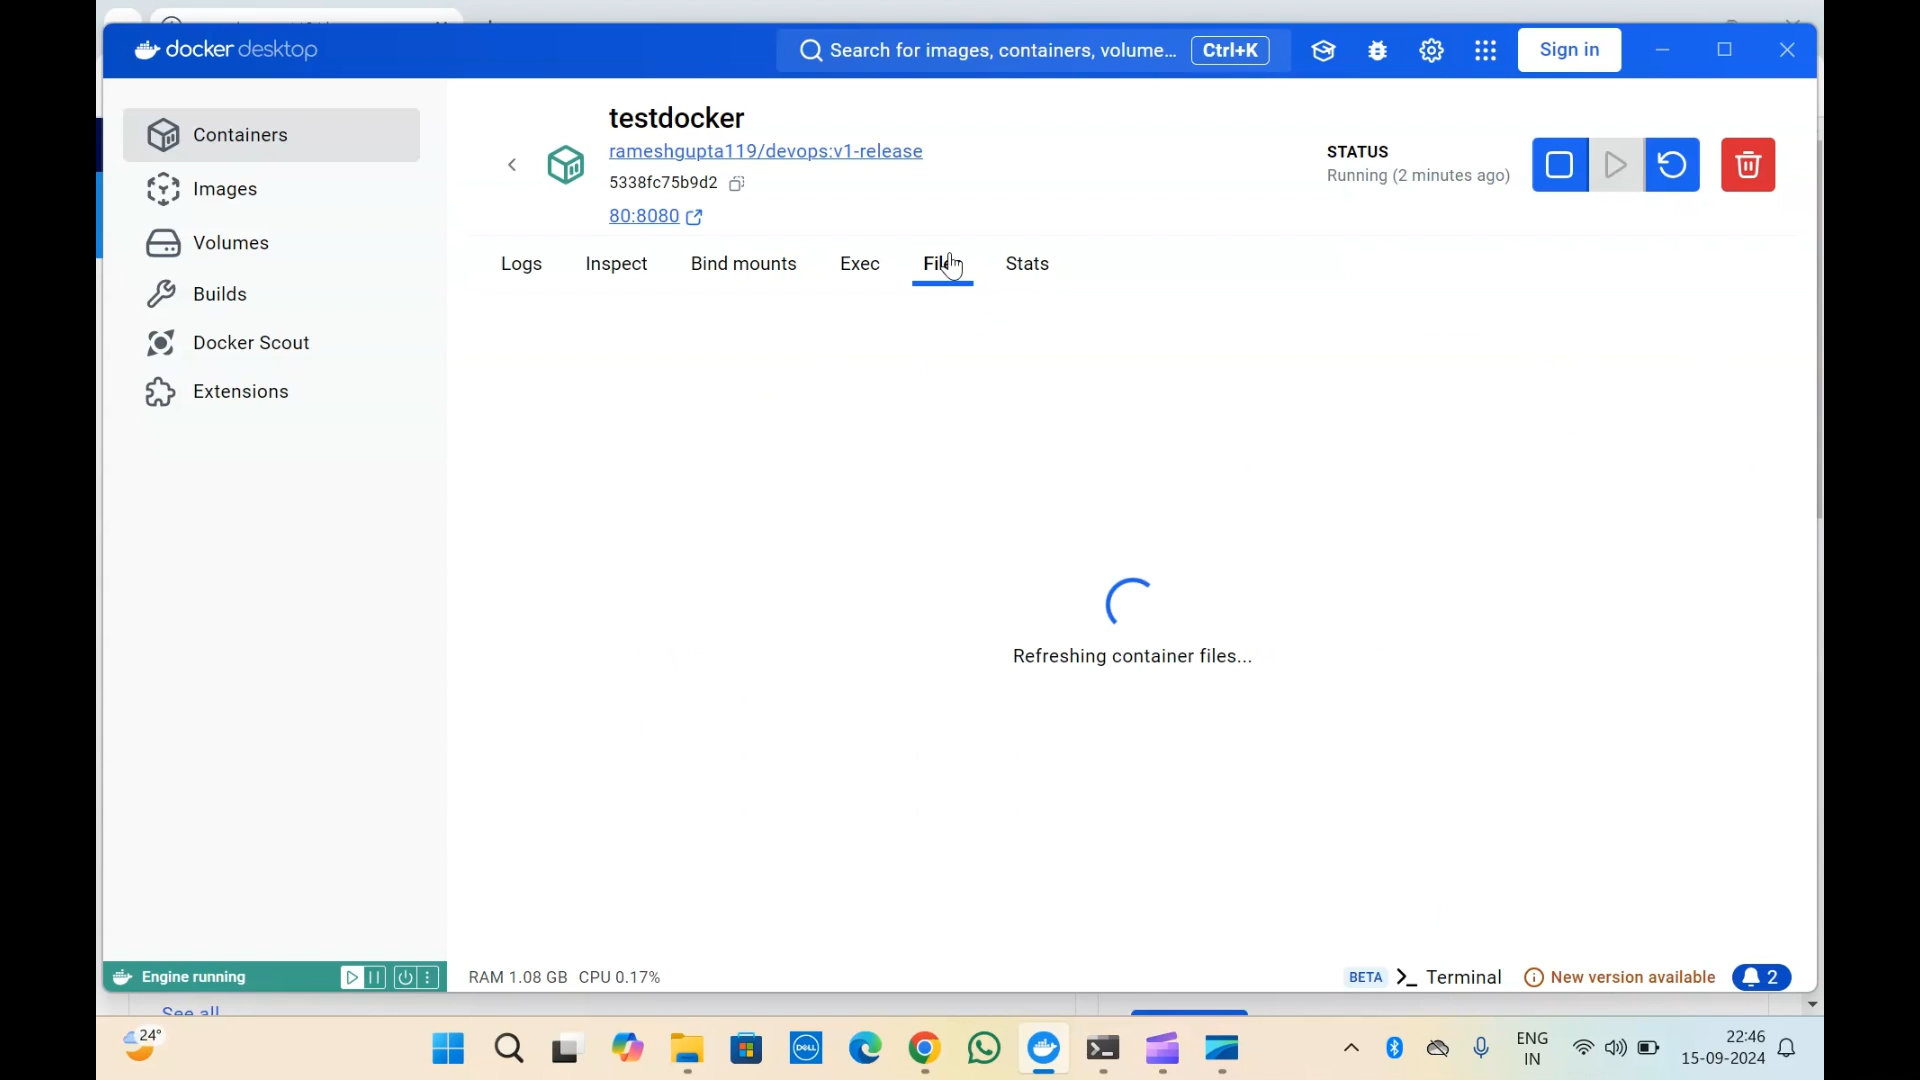 docker desktop
Search for images, containers, volume... Ctrl+K
Sign in
Containers
Images
Volumes
Builds
Docker Scout
Extensions
testdocker
rameshgupta119/devops:v1-release
5338fc75b9d2
80:8080
STATUS
Running (2 minutes ago)
Logs Inspect Bind mounts Exec Stats
Refreshing container files...
Engine running
RAM 1.08 GB CPU 0.17%
BETA Terminal New version available 2
See all
24°
DELL
ENG
IN
22:46
15-09-2024